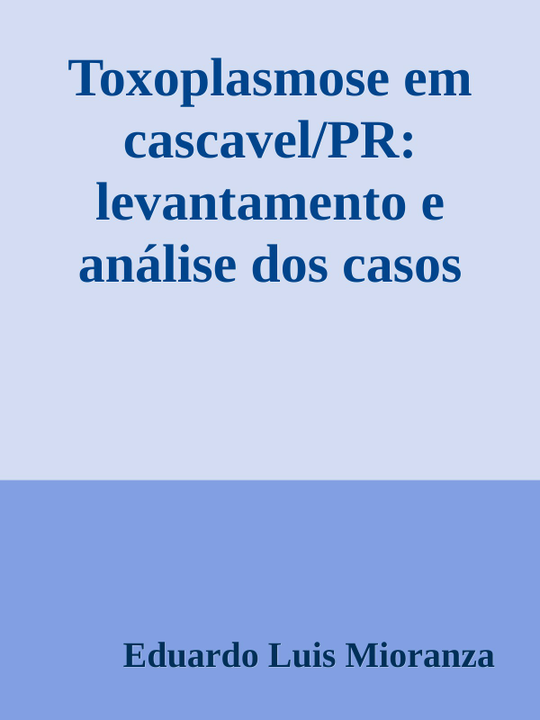 Toxoplasmose em
cascavel/PR:
levantamento e
análise dos casos
Eduardo Luis Mioranza